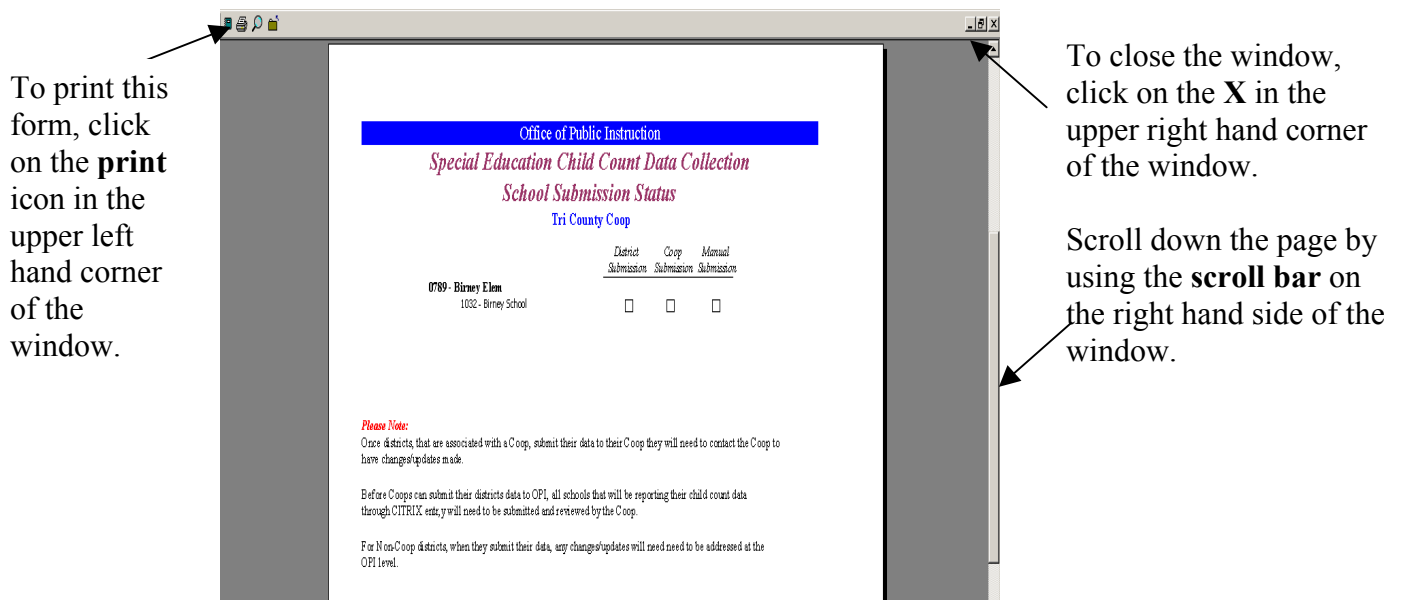 To print this
form, click
on the print
icon in the
upper left
hand corner
of the
window.
Office of Public Instruction
Special Education Child Count Data Collection
School Submission Status
Tri County Coop
District Coop Manual
Submission Submission Submission
0789 - Birney Elem
1032 - Birney School
Please Note:
Once districts, that are associated with a Coop, submit their data to their Coop they will need to contact the Coop to
have changes/updates made.
Before Coops can submit their districts data to OPI, all schools that will be reporting their child count data
through CITRIX entr,y will need to be submitted and reviewed by the Coop.
For Non-Coop districts, when they submit their data, any changes/updates will need need to be addressed at the
OPI level.
To close the window,
click on the X in the
upper right hand corner
of the window.
Scroll down the page by
using the scroll bar on
the right hand side of the
window.